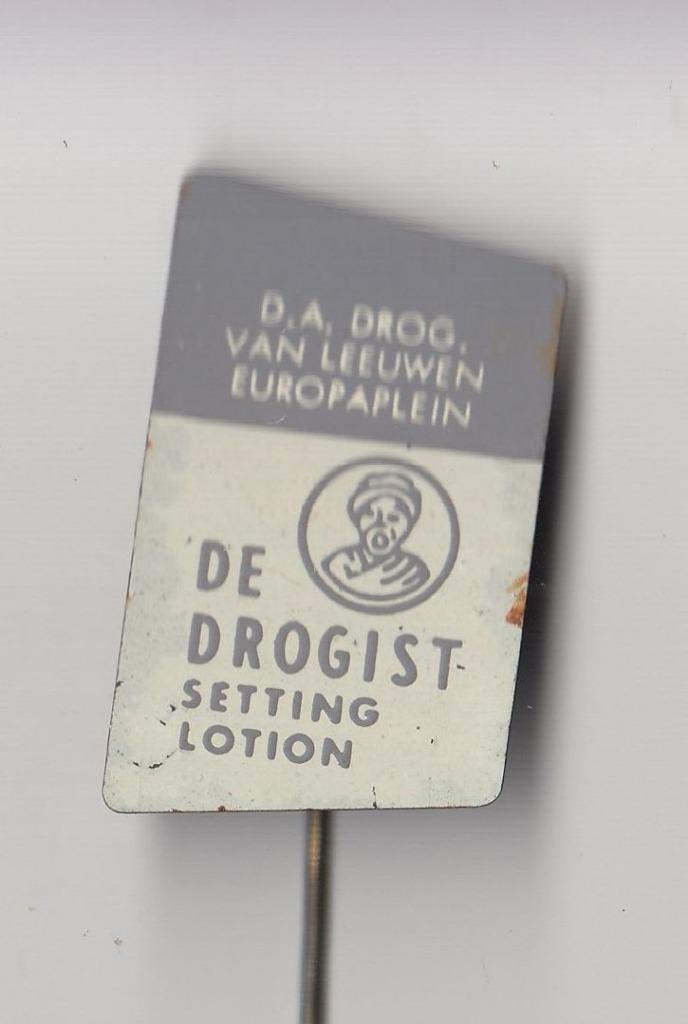 D.A. DROG.
VAN LEEUWEN
EUROPAPLEIN
DE
DROGIST
SETTING
LOTION